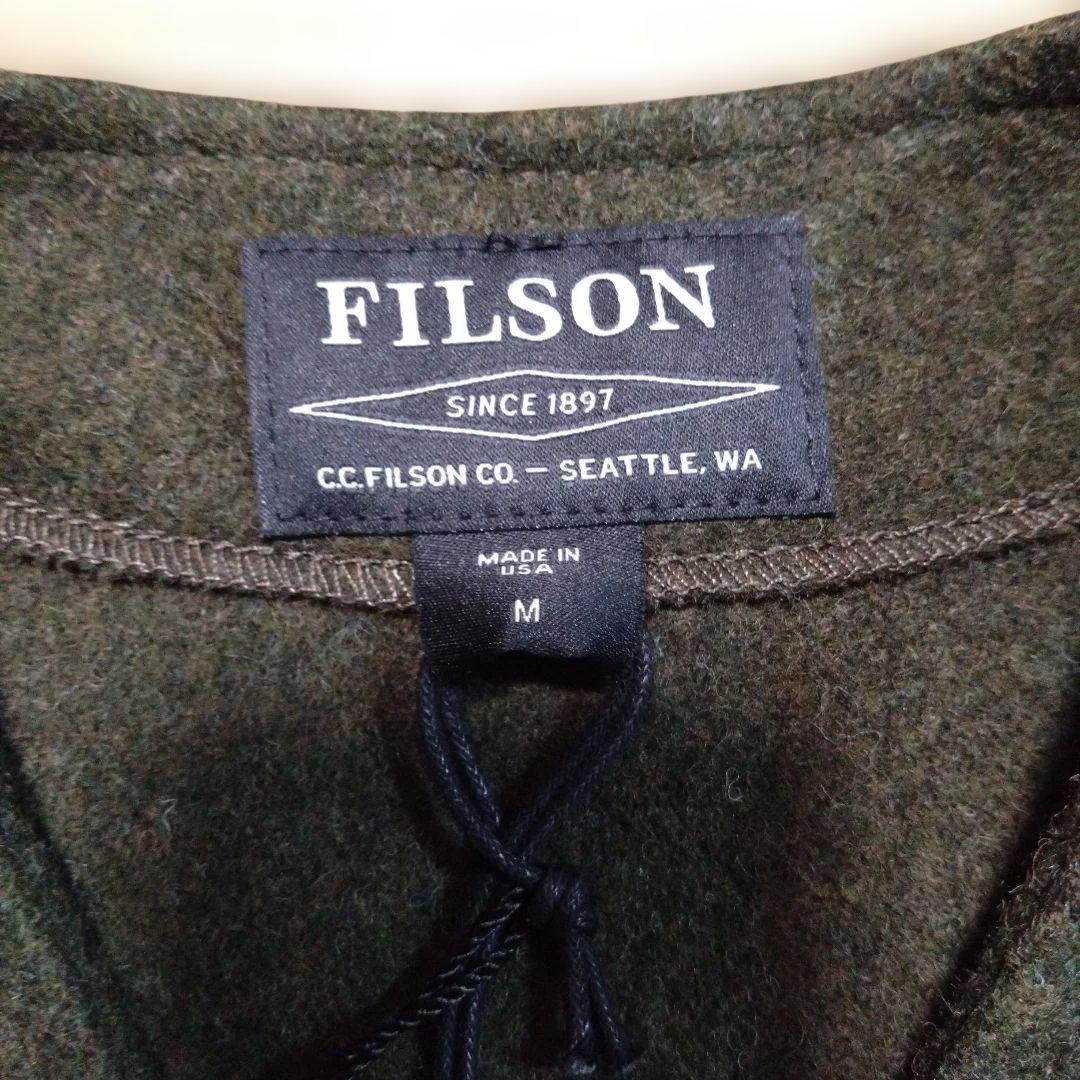 FILSON
SINCE 1897
C.C.FILSON CO. – SEATTLE, WA
MADE IN
USA
M